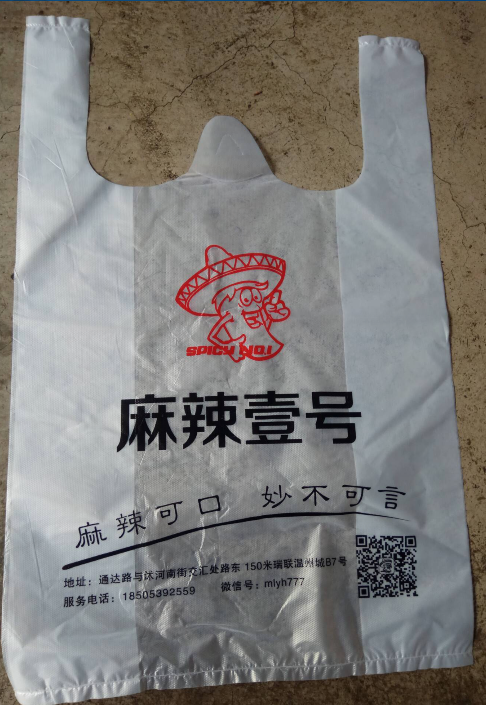 SPICY NO.1
麻辣壹号
麻辣可口 妙不可言
地址：通达路与沭河南街交汇处路东 150米瑞联温州城B7号
服务电话：18505392559 微信号：mlyh777